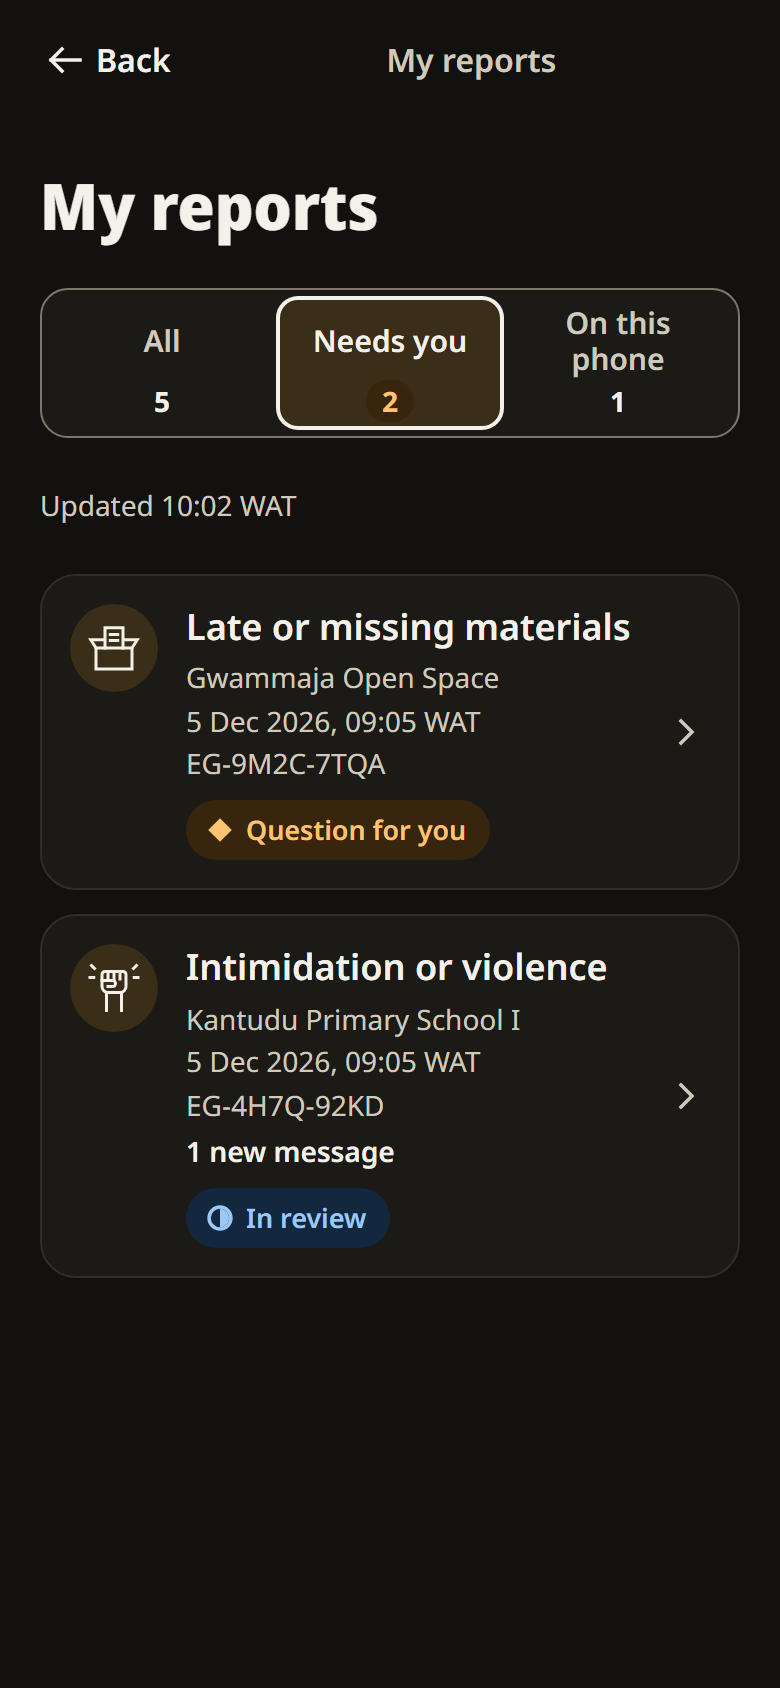 Back
My reports
My reports
All
5
Needs you
2
On this
phone
1
Updated 10:02 WAT
Late or missing materials
Gwammaja Open Space
5 Dec 2026, 09:05 WAT
EG-9M2C-7TQA
Question for you
Intimidation or violence
Kantudu Primary School I
5 Dec 2026, 09:05 WAT
EG-4H7Q-92KD
1 new message
In review